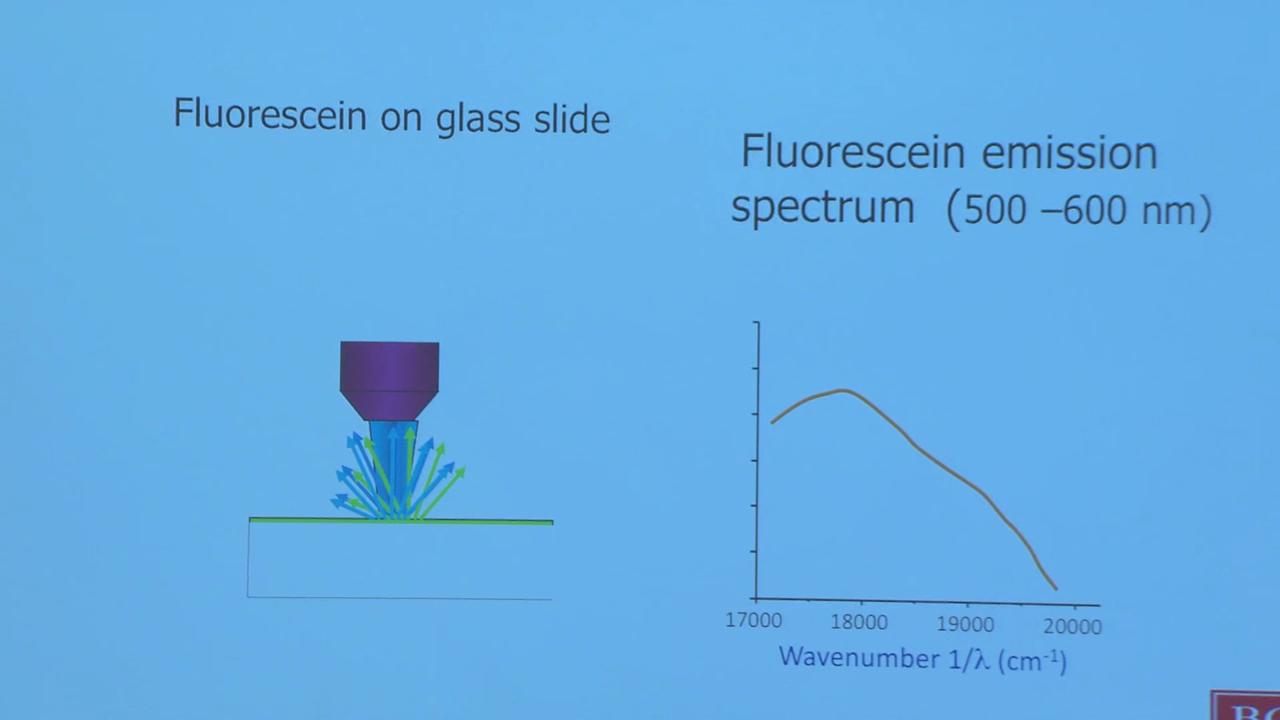 Fluorescein on glass slide
Fluorescein emission
spectrum (500 –600 nm)
17000 18000 19000 20000
Wavenumber 1/λ (cm⁻¹)